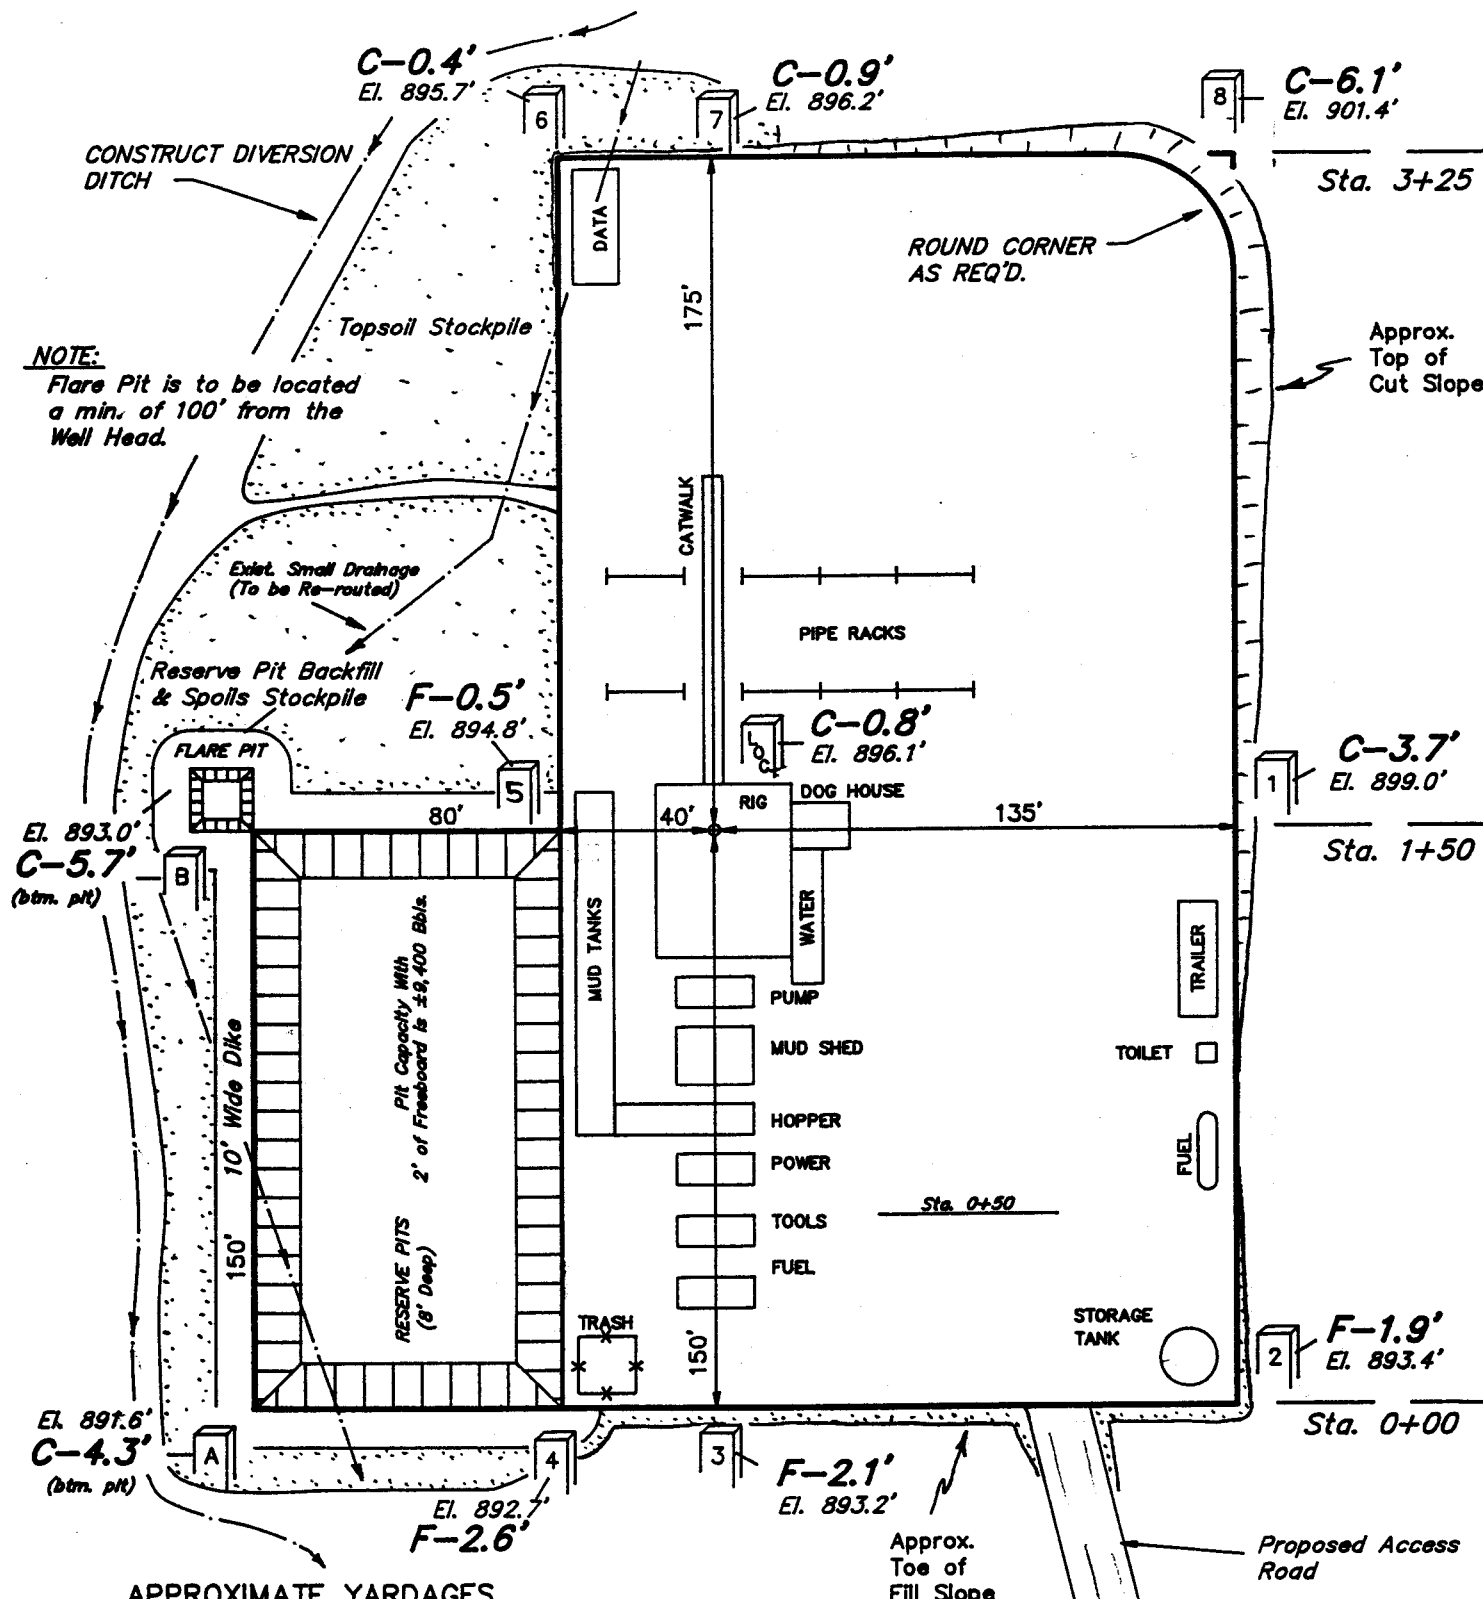 C-0.4'
El. 895.7'
C-0.9'
El. 896.2'
C-6.1'
El. 901.4'
6
7
8
CONSTRUCT DIVERSION
DITCH
Sta. 3+25
DATA
ROUND CORNER
AS REQ'D.
175'
Topsoil Stockpile
Approx.
Top of
Cut Slope
NOTE:
Flare Pit is to be located
a min. of 100' from the
Well Head.
CATWALK
Exist. Small Drainage
(To be Re-routed)
PIPE RACKS
Reserve Pit Backfill
& Spoils Stockpile
F-0.5'
El. 894.8'
C-0.8'
El. 896.1'
LOC.
C-3.7'
El. 899.0'
FLARE PIT
5
1
RIG
DOG HOUSE
80'
40'
135'
El. 893.0'
C-5.7'
(btm. pit)
B
Sta. 1+50
MUD TANKS
WATER
TRAILER
Pit Capacity With
2' of Freeboard is ±9,400 Bbls.
PUMP
MUD SHED
TOILET
10' Wide Dike
HOPPER
POWER
FUEL
Sta. 0+50
TOOLS
150'
RESERVE PITS
(8' Deep)
FUEL
TRASH
STORAGE
TANK
150'
2
F-1.9'
El. 893.4'
El. 891.6'
C-4.3'
(btm. pit)
A
4
3
Sta. 0+00
F-2.1'
El. 893.2'
El. 892.7'
F-2.6'
Approx.
Toe of
Fill Slope
Proposed Access
Road
APPROXIMATE YARDAGES